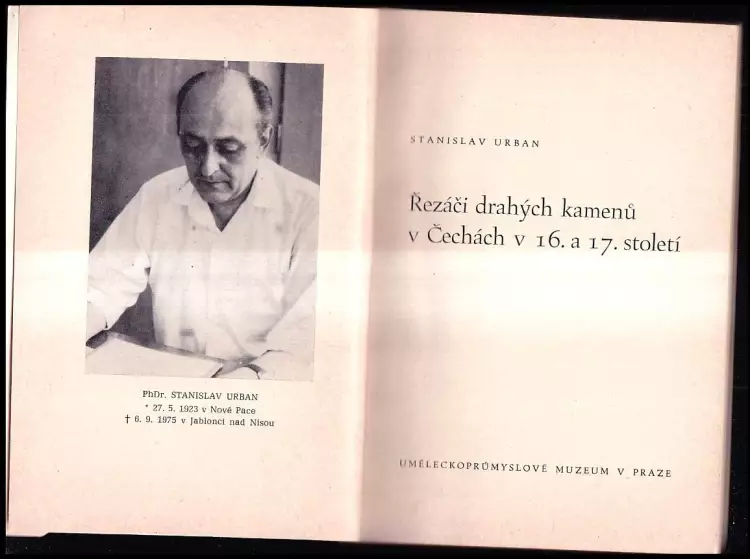 PhDr. STANISLAV URBAN
* 27. 5. 1923 v Nové Pace
† 6. 9. 1975 v Jablonci nad Nisou
STANISLAV URBAN
Řezáči drahých kamenů
v Čechách v 16. a 17. století
UMĚLECKOPRŮMYSLOVÉ MUZEUM V PRAZE